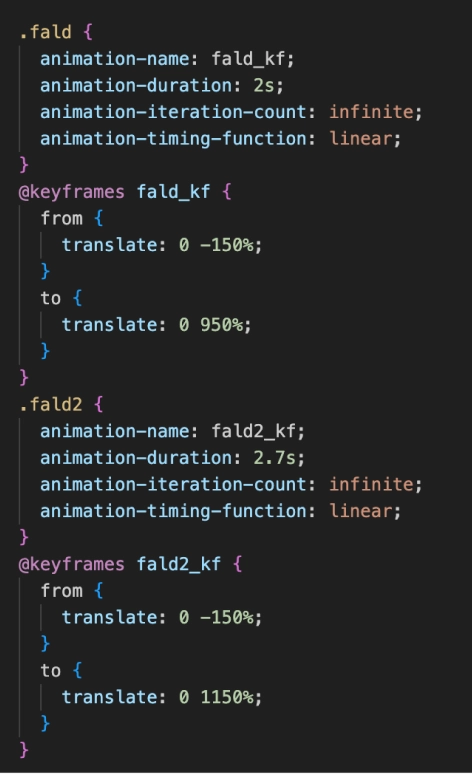 .fald {
  animation-name: fald_kf;
  animation-duration: 2s;
  animation-iteration-count: infinite;
  animation-timing-function: linear;
}
@keyframes fald_kf {
  from {
    translate: 0 -150%;
  }
  to {
    translate: 0 950%;
  }
}
.fald2 {
  animation-name: fald2_kf;
  animation-duration: 2.7s;
  animation-iteration-count: infinite;
  animation-timing-function: linear;
}
@keyframes fald2_kf {
  from {
    translate: 0 -150%;
  }
  to {
    translate: 0 1150%;
  }
}